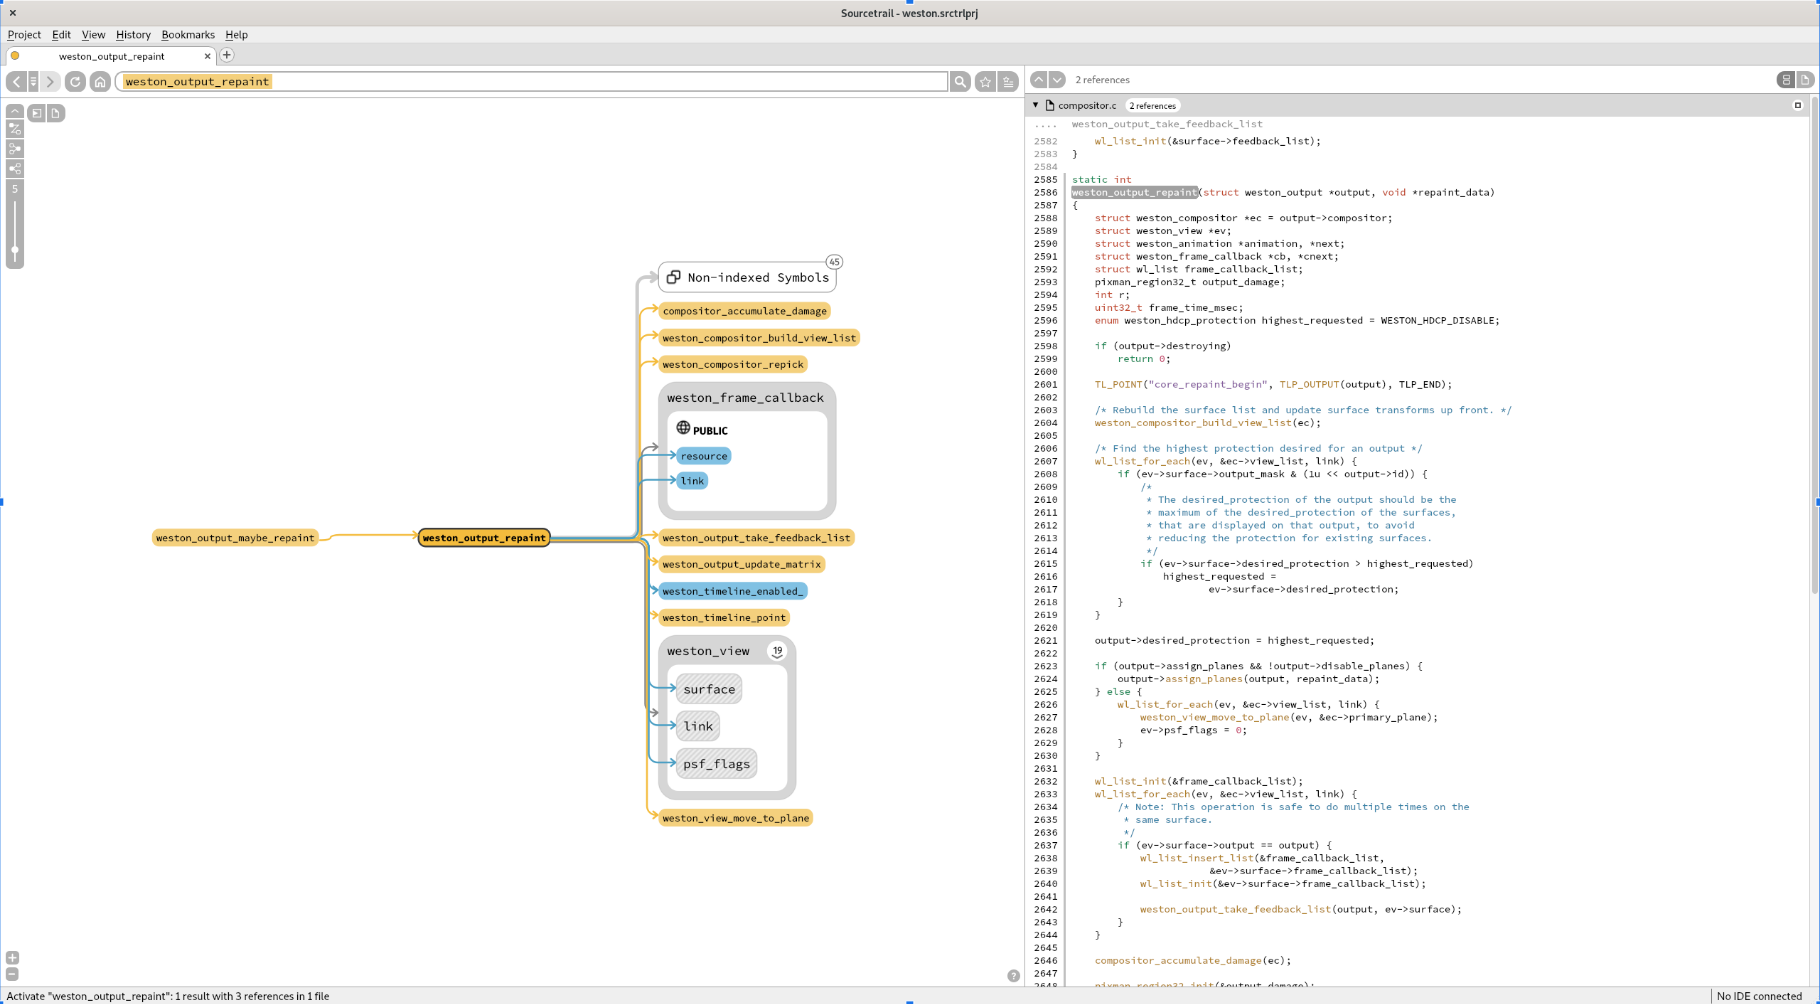 Sourcetrail - weston.srctrlprj
Project Edit View History Bookmarks Help
weston_output_repaint
weston_output_repaint
5
Non-indexed Symbols
45
compositor_accumulate_damage
weston_compositor_build_view_list
weston_compositor_repick
weston_frame_callback
PUBLIC
resource
link
weston_output_maybe_repaint
weston_output_repaint
weston_output_take_feedback_list
weston_output_update_matrix
weston_timeline_enabled_
weston_timeline_point
weston_view
19
surface
link
psf_flags
weston_view_move_to_plane
?
2 references
compositor.c 2 references
.... weston_output_take_feedback_list
2582 wl_list_init(&surface->feedback_list);
2583 }
2584
2585 static int
2586 weston_output_repaint(struct weston_output *output, void *repaint_data)
2587 {
2588 struct weston_compositor *ec = output->compositor;
2589 struct weston_view *ev;
2590 struct weston_animation *animation, *next;
2591 struct weston_frame_callback *cb, *cnext;
2592 struct wl_list frame_callback_list;
2593 pixman_region32_t output_damage;
2594 int r;
2595 uint32_t frame_time_msec;
2596 enum weston_hdcp_protection highest_requested = WESTON_HDCP_DISABLE;
2597
2598 if (output->destroying)
2599 return 0;
2600
2601 TL_POINT("core_repaint_begin", TLP_OUTPUT(output), TLP_END);
2602
2603 /* Rebuild the surface list and update surface transforms up front. */
2604 weston_compositor_build_view_list(ec);
2605
2606 /* Find the highest protection desired for an output */
2607 wl_list_for_each(ev, &ec->view_list, link) {
2608 if (ev->surface->output_mask & (1u << output->id)) {
2609 /*
2610 * The desired_protection of the output should be the
2611 * maximum of the desired_protection of the surfaces,
2612 * that are displayed on that output, to avoid
2613 * reducing the protection for existing surfaces.
2614 */
2615 if (ev->surface->desired_protection > highest_requested)
2616 highest_requested =
2617 ev->surface->desired_protection;
2618 }
2619 }
2620
2621 output->desired_protection = highest_requested;
2622
2623 if (output->assign_planes && !output->disable_planes) {
2624 output->assign_planes(output, repaint_data);
2625 } else {
2626 wl_list_for_each(ev, &ec->view_list, link) {
2627 weston_view_move_to_plane(ev, &ec->primary_plane);
2628 ev->psf_flags = 0;
2629 }
2630 }
2631
2632 wl_list_init(&frame_callback_list);
2633 wl_list_for_each(ev, &ec->view_list, link) {
2634 /* Note: This operation is safe to do multiple times on the
2635 * same surface.
2636 */
2637 if (ev->surface->output == output) {
2638 wl_list_insert_list(&frame_callback_list,
2639 &ev->surface->frame_callback_list);
2640 wl_list_init(&ev->surface->frame_callback_list);
2641
2642 weston_output_take_feedback_list(output, ev->surface);
2643 }
2644 }
2645
2646 compositor_accumulate_damage(ec);
2647
2648 pixman_region32_init(&output_damage);
Activate "weston_output_repaint": 1 result with 3 references in 1 file
No IDE connected